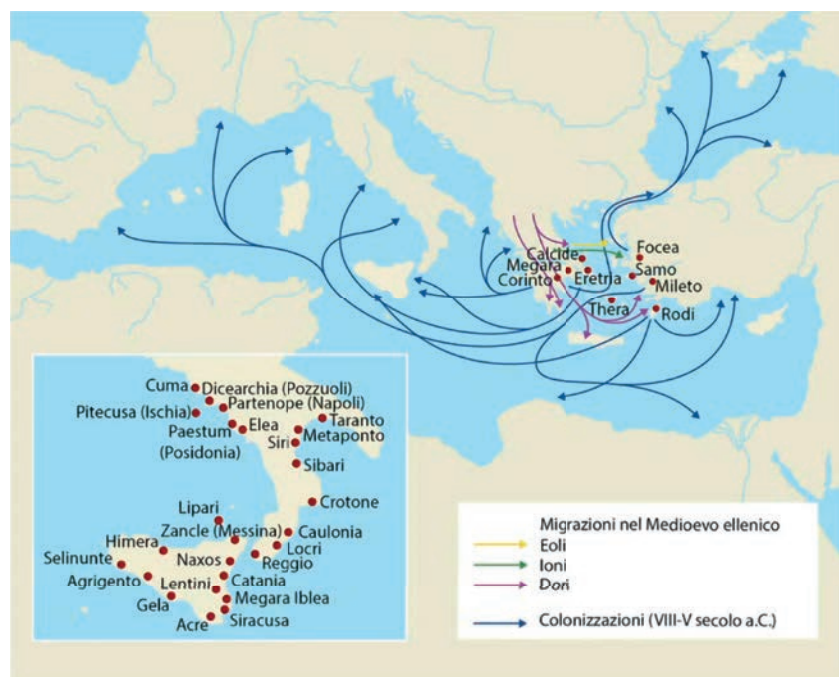 Calcide
Focea
Megara
Samo
Corinto
Eretria
Mileto
Thera
Rodi
Cuma
Dicearchia (Pozzuoli)
Partenope (Napoli)
Pitecusa (Ischia)
Taranto
Elea
Paestum
(Posidonia)
Metaponto
Siri
Sibari
Crotone
Lipari
Zancle (Messina)
Caulonia
Himera
Locri
Selinunte
Naxos
Reggio
Agrigento
Lentini
Catania
Gela
Megara Iblea
Acre
Siracusa
Migrazioni nel Medioevo ellenico
Eoli
Ioni
Dori
Colonizzazioni (VIII-V secolo a.C.)